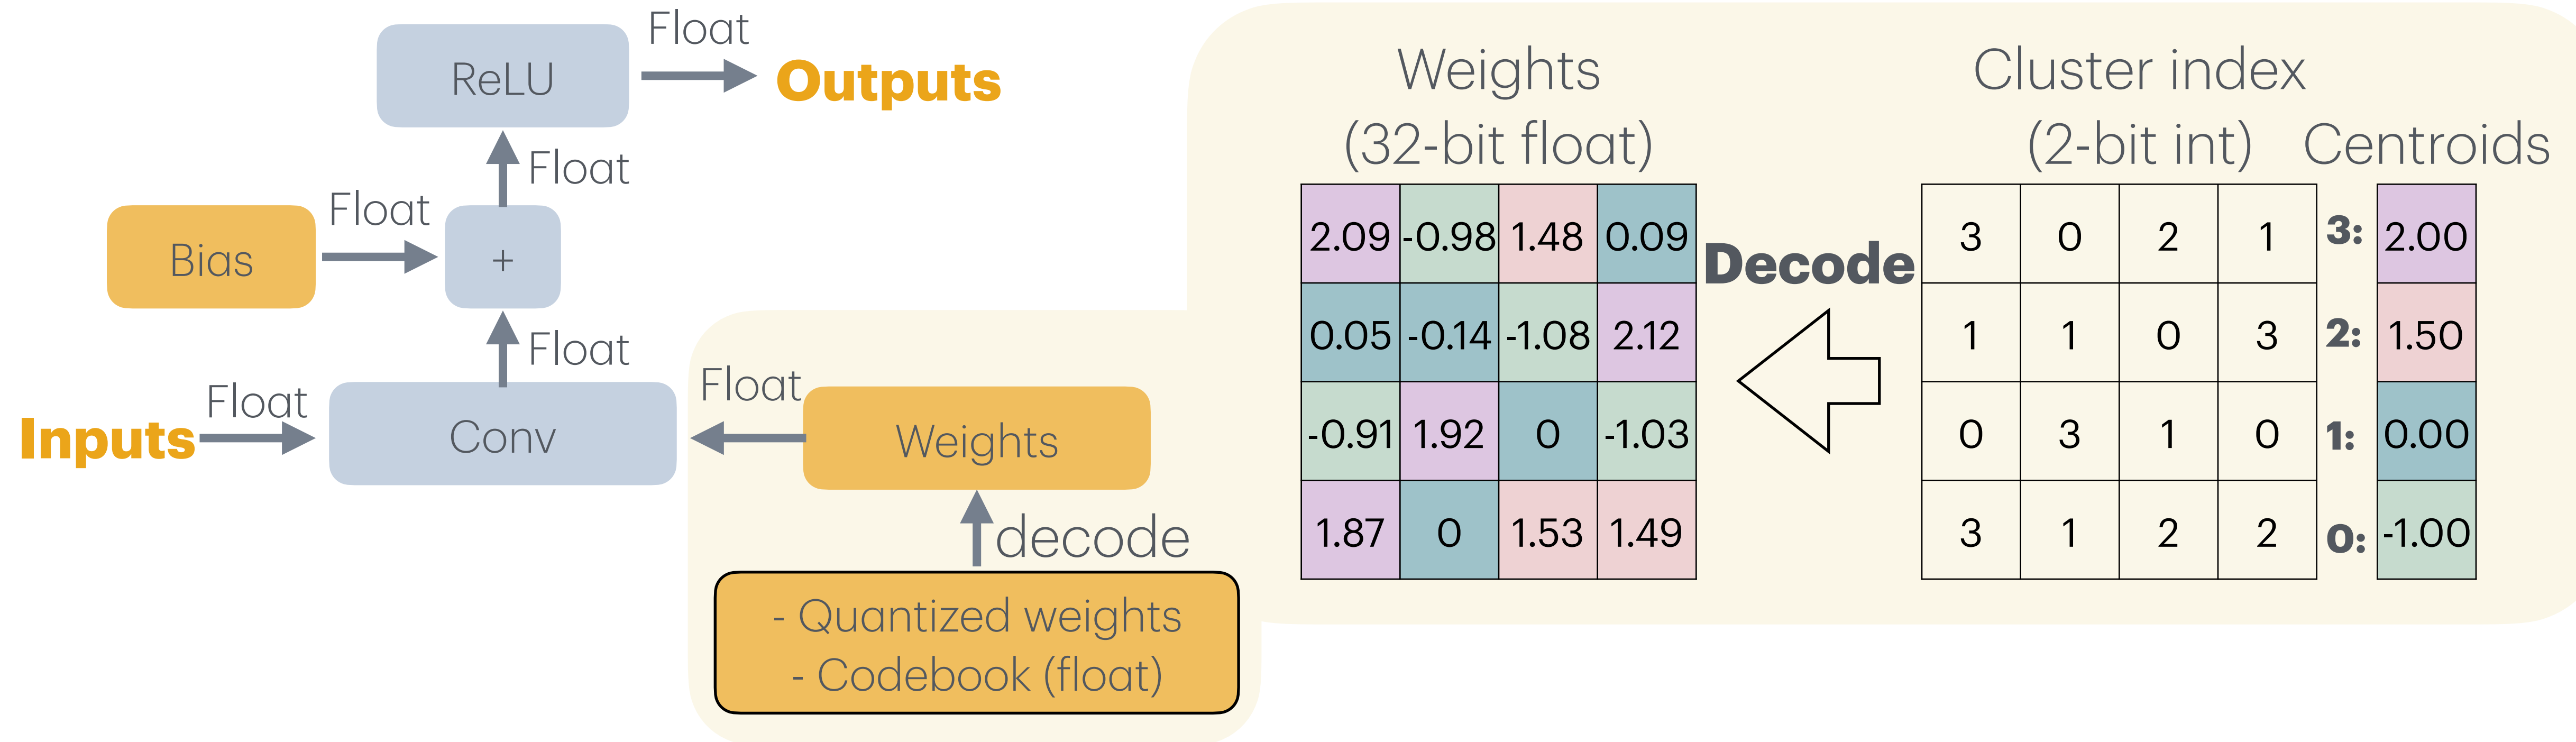 Float
ReLU
Outputs
Float
Float
Bias
+
Float
Float
Inputs
Conv
Float
Weights
decode
- Quantized weights
- Codebook (float)
Weights
(32-bit float)
2.09 -0.98 1.48 0.09
0.05 -0.14 -1.08 2.12
-0.91 1.92 0 -1.03
1.87 0 1.53 1.49
Decode
Cluster index
(2-bit int)
3 0 2 1
1 1 0 3
0 3 1 0
3 1 2 2
Centroids
3: 2.00
2: 1.50
1: 0.00
0: -1.00